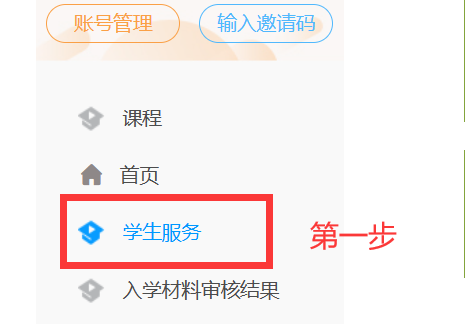 账号管理 输入邀请码
课程
首页
学生服务 第一步
入学材料审核结果